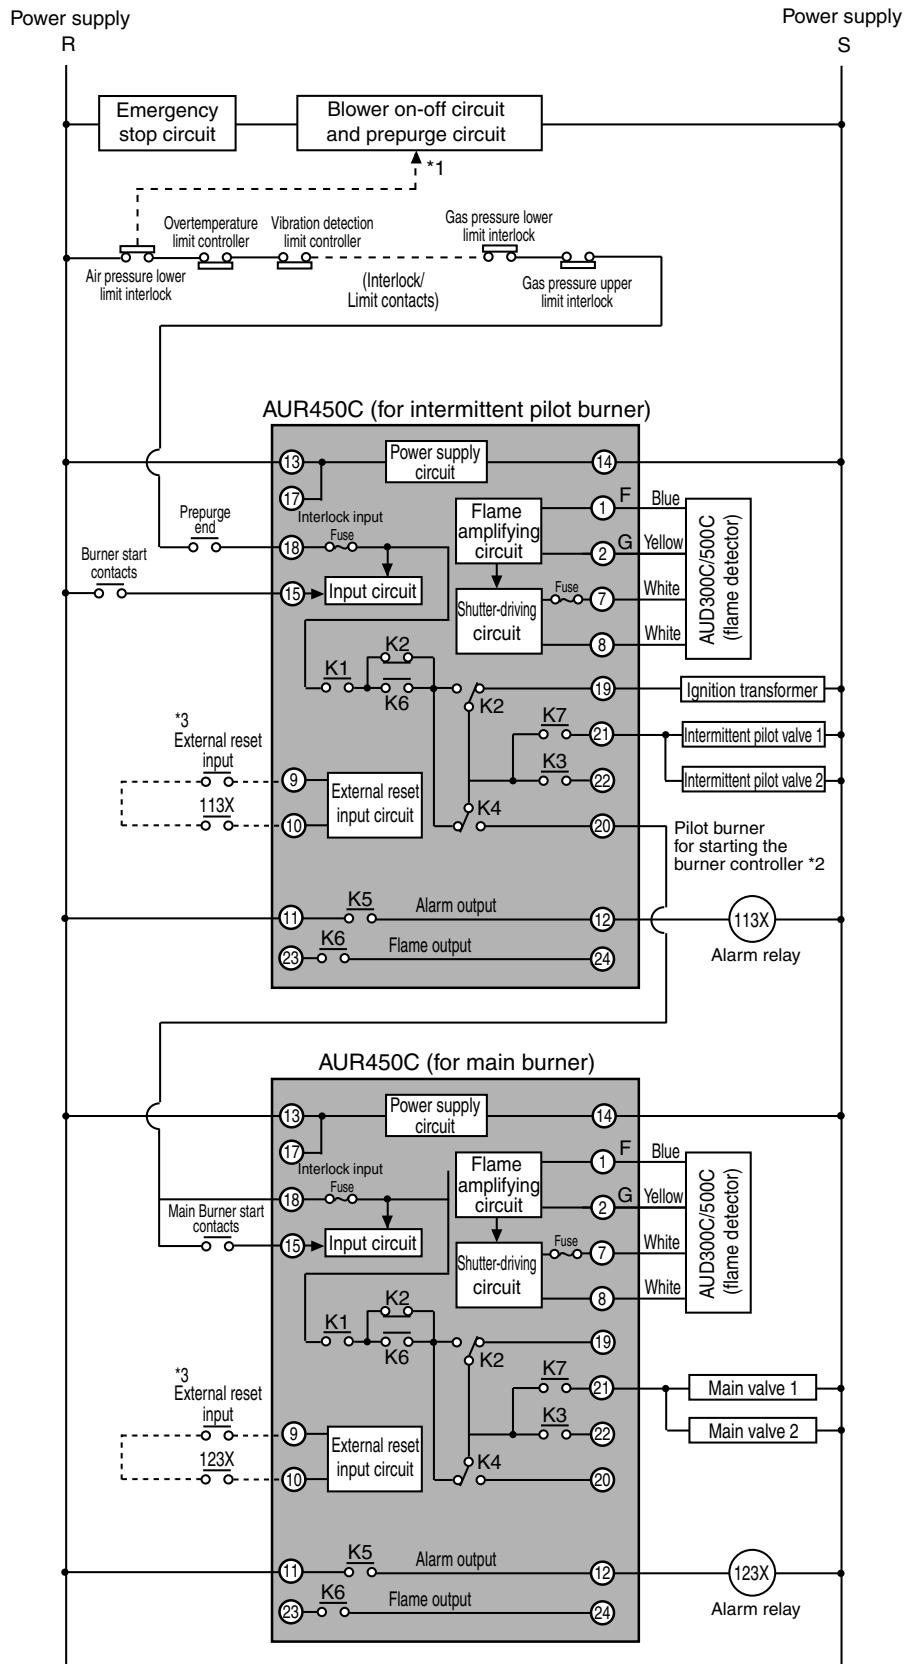 Power supply
R
Power supply
S
Emergency
stop circuit
Blower on-off circuit
and prepurge circuit
*1
Overtemperature
limit controller
Vibration detection
limit controller
Gas pressure lower
limit interlock
Air pressure lower
limit interlock
(Interlock/
Limit contacts)
Gas pressure upper
limit interlock
AUR450C (for intermittent pilot burner)
13
Power supply
circuit
14
17
Interlock input
Flame
amplifying
circuit
1
F
Blue
Prepurge
end
18
Fuse
2
G
Yellow
Burner start
contacts
15
Input circuit
Shutter-driving
circuit
Fuse
7
White
8
White
AUD300C/500C
(flame detector)
K1
K2
K6
K2
19
Ignition transformer
*3
External reset
input
K7
21
Intermittent pilot valve 1
9
External reset
input circuit
K3
22
Intermittent pilot valve 2
113X
10
K4
20
Pilot burner
for starting the
burner controller *2
11
K5
Alarm output
12
113X
Alarm relay
23
K6
Flame output
24
AUR450C (for main burner)
13
Power supply
circuit
14
17
Interlock input
Flame
amplifying
circuit
1
F
Blue
18
Fuse
2
G
Yellow
Main Burner start
contacts
15
Input circuit
Shutter-driving
circuit
Fuse
7
White
8
White
AUD300C/500C
(flame detector)
K1
K2
K6
K2
19
*3
External reset
input
K7
21
Main valve 1
9
External reset
input circuit
K3
22
Main valve 2
123X
10
K4
20
11
K5
Alarm output
12
123X
Alarm relay
23
K6
Flame output
24